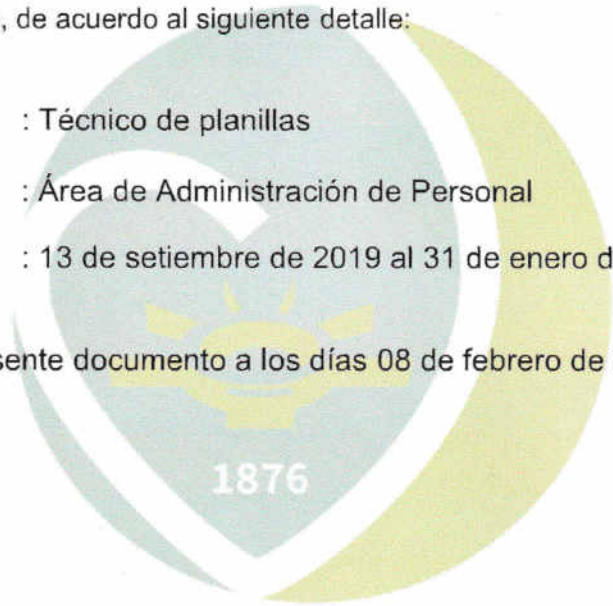 , de acuerdo al siguiente detalle:
: Técnico de planillas
: Área de Administración de Personal
: 13 de setiembre de 2019 al 31 de enero d
sente documento a los días 08 de febrero de
1876